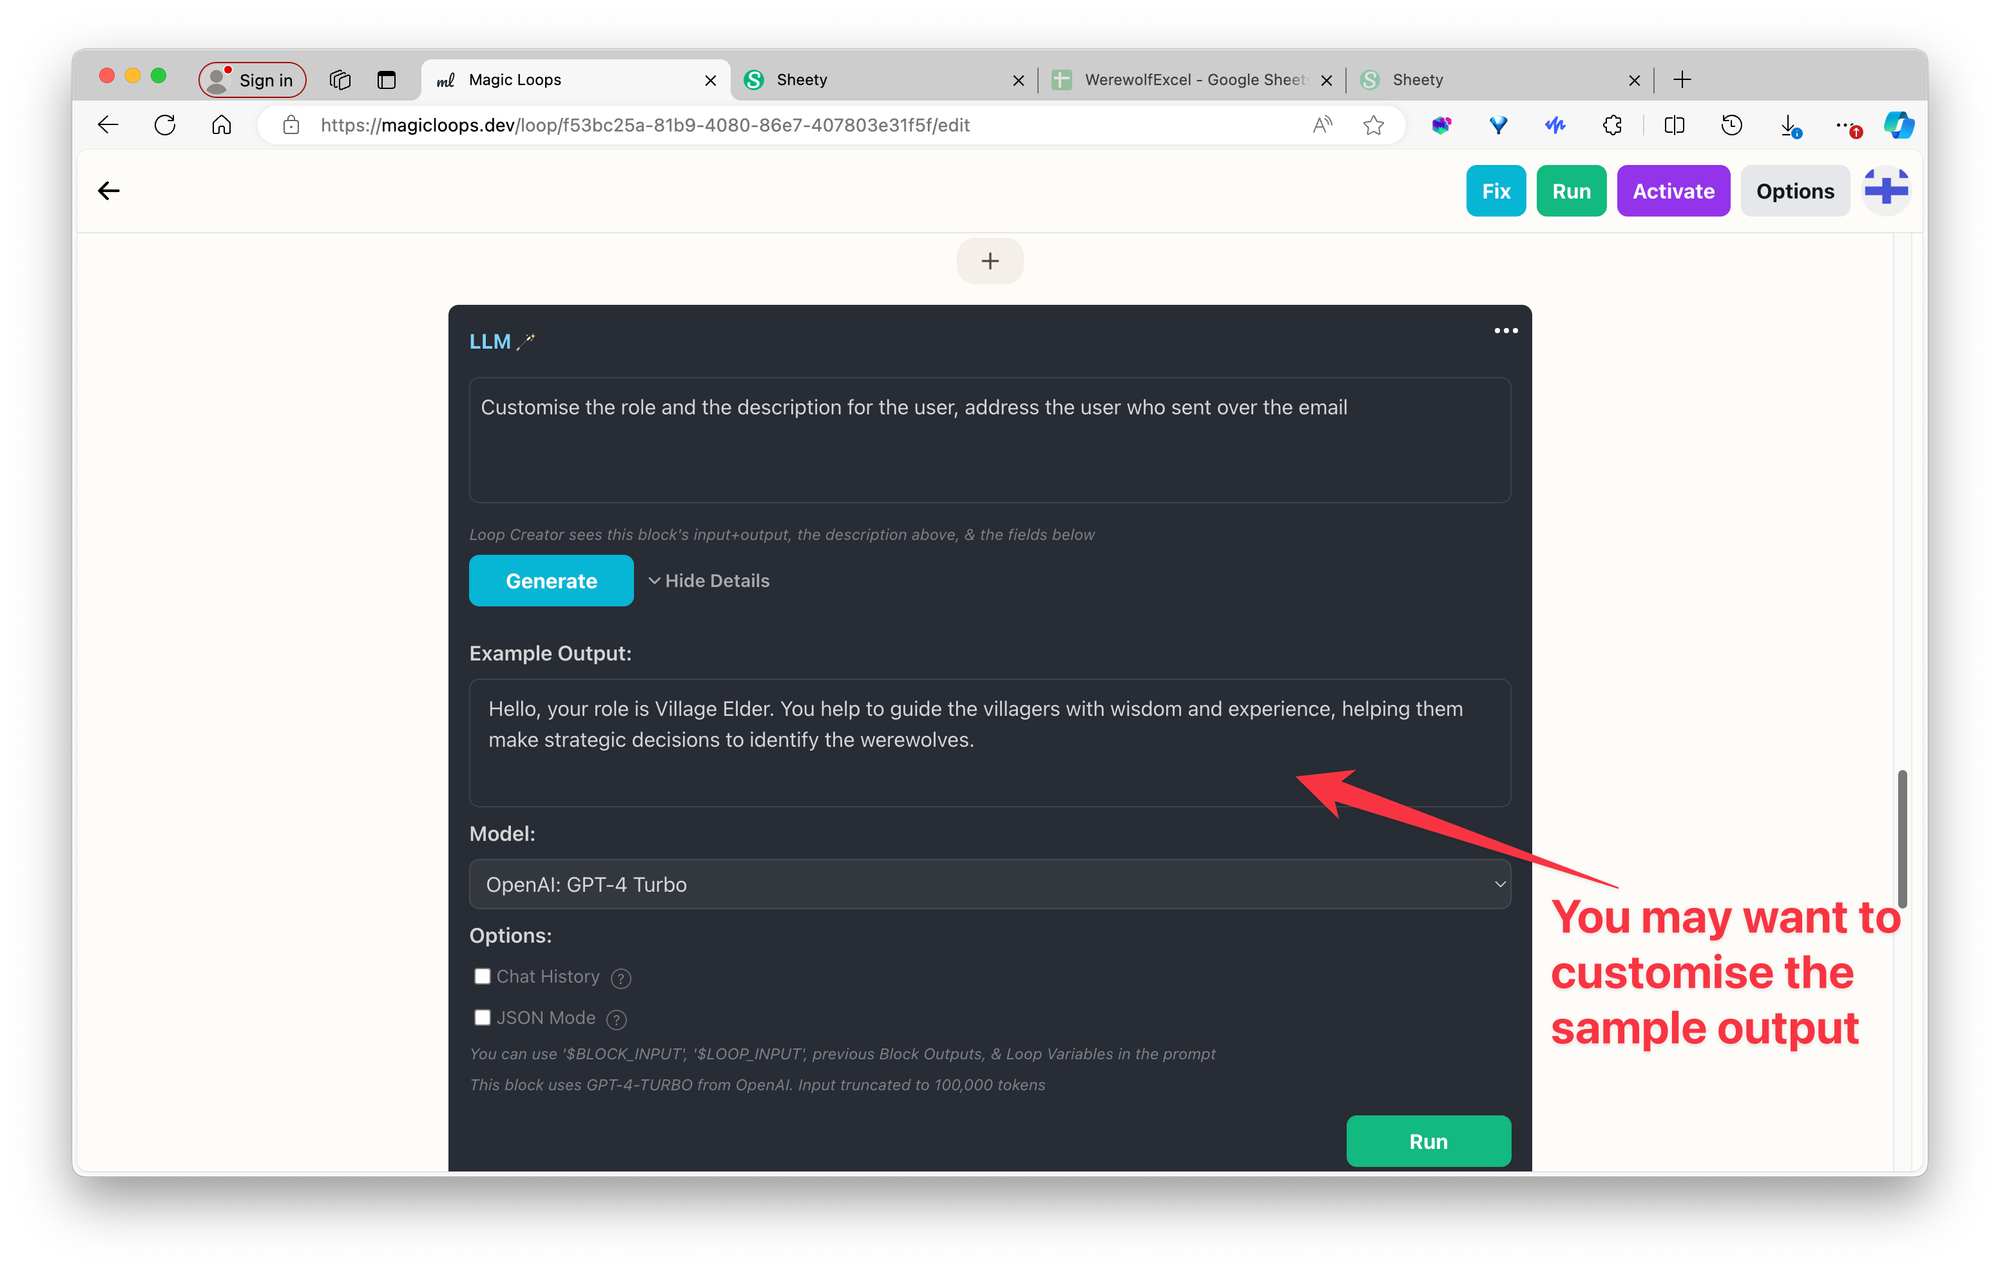 Sign in
ml Magic Loops
Sheety
WerewolfExcel - Google Sheets
Sheety
https://magicloops.dev/loop/f53bc25a-81b9-4080-86e7-407803e31f5f/edit
Fix
Run
Activate
Options
+
LLM
Customise the role and the description for the user, address the user who sent over the email
Loop Creator sees this block's input+output, the description above, & the fields below
Generate
Hide Details
Example Output:
Hello, your role is Village Elder. You help to guide the villagers with wisdom and experience, helping them
make strategic decisions to identify the werewolves.
Model:
OpenAI: GPT-4 Turbo
Options:
Chat History ?
JSON Mode ?
You can use '$BLOCK_INPUT', '$LOOP_INPUT', previous Block Outputs, & Loop Variables in the prompt
This block uses GPT-4-TURBO from OpenAI. Input truncated to 100,000 tokens
Run
You may want to
customise the
sample output